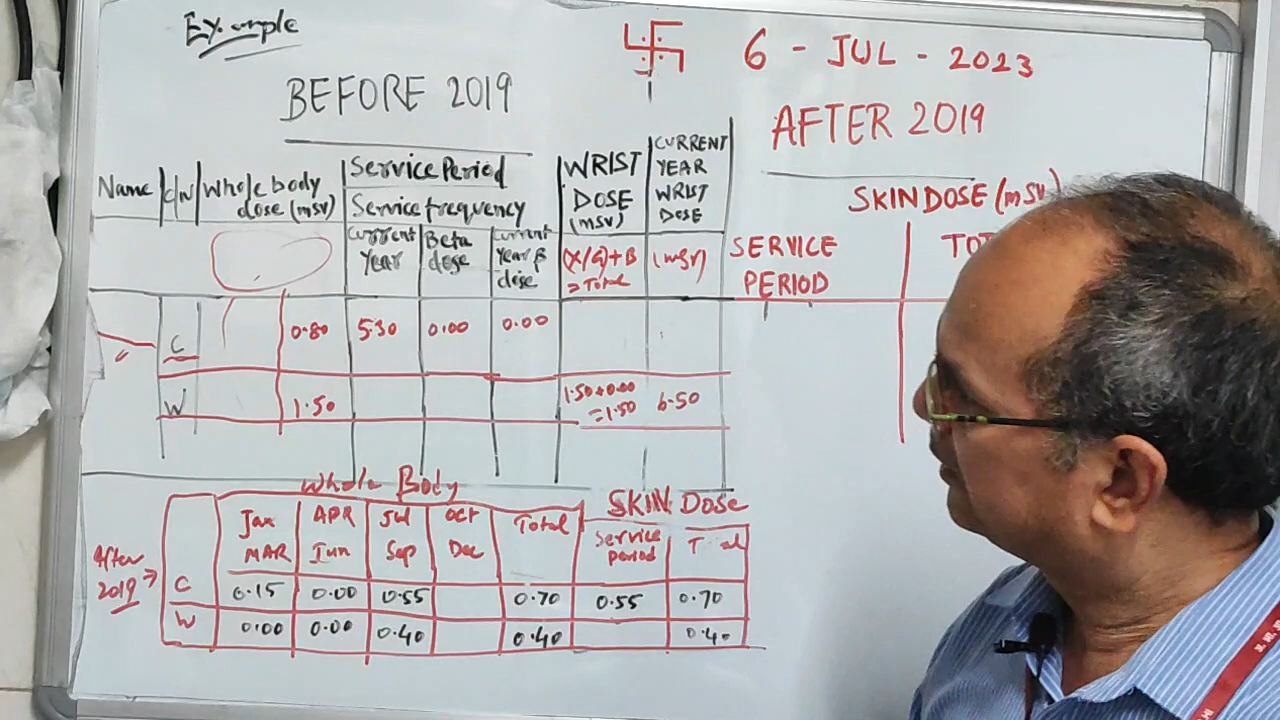 Example
6 - JUL - 2023
BEFORE 2019
AFTER 2019
Name
C/W
Whole body
dose (msv)
Service Period
Service frequency
Current
Year
Beta
dose
Current
Year β
dose
WRIST
DOSE
(msv)
(X/G)+B
=Total
CURRENT
YEAR
WRIST
DOSE
(msv)
SKIN DOSE (msv)
SERVICE
PERIOD
C 0.80 5.30 0.00 0.00
W 1.50 1.50+0.00
=1.50 6.50
Whole Body
SKIN Dose
After
2019 →
Jan
MAR
APR
Jun
Jul
Sep
Oct
Dec
Total
Service
period
C 0.15 0.00 0.55 0.70 0.55 0.70
W 0.00 0.00 0.40 0.40 0.40